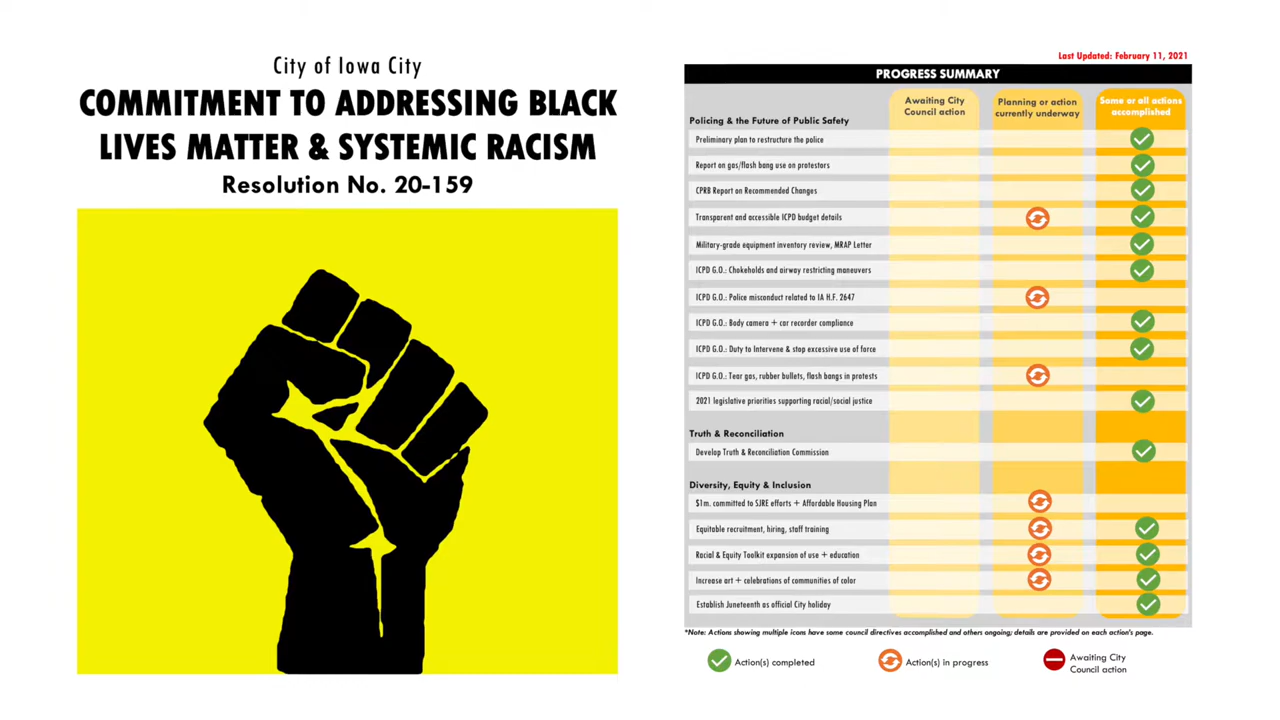 City of Iowa City
COMMITMENT TO ADDRESSING BLACK
LIVES MATTER & SYSTEMIC RACISM
Resolution No. 20-159
Last Updated: February 11, 2021
PROGRESS SUMMARY
Awaiting City
Council action
Planning or action
currently underway
Some or all actions
accomplished
Policing & the Future of Public Safety
Preliminary plan to restructure the police
Report on gas/flash bang use on protestors
CPRB Report on Recommended Changes
Transparent and accessible ICPD budget details
Military-grade equipment inventory review, MRAP Letter
ICPD G.O.: Chokeholds and airway restricting maneuvers
ICPD G.O.: Police misconduct related to IA H.F. 2647
ICPD G.O.: Body camera + car recorder compliance
ICPD G.O.: Duty to Intervene & stop excessive use of force
ICPD G.O.: Tear gas, rubber bullets, flash bangs in protests
2021 legislative priorities supporting racial/social justice
Truth & Reconciliation
Develop Truth & Reconciliation Commission
Diversity, Equity & Inclusion
$1m. committed to SJRE efforts + Affordable Housing Plan
Equitable recruitment, hiring, staff training
Racial & Equity Toolkit expansion of use + education
Increase art + celebrations of communities of color
Establish Juneteenth as official City holiday
*Note: Actions showing multiple icons have some council directives accomplished and others ongoing; details are provided on each action's page.
Action(s) completed
Action(s) in progress
Awaiting City
Council action